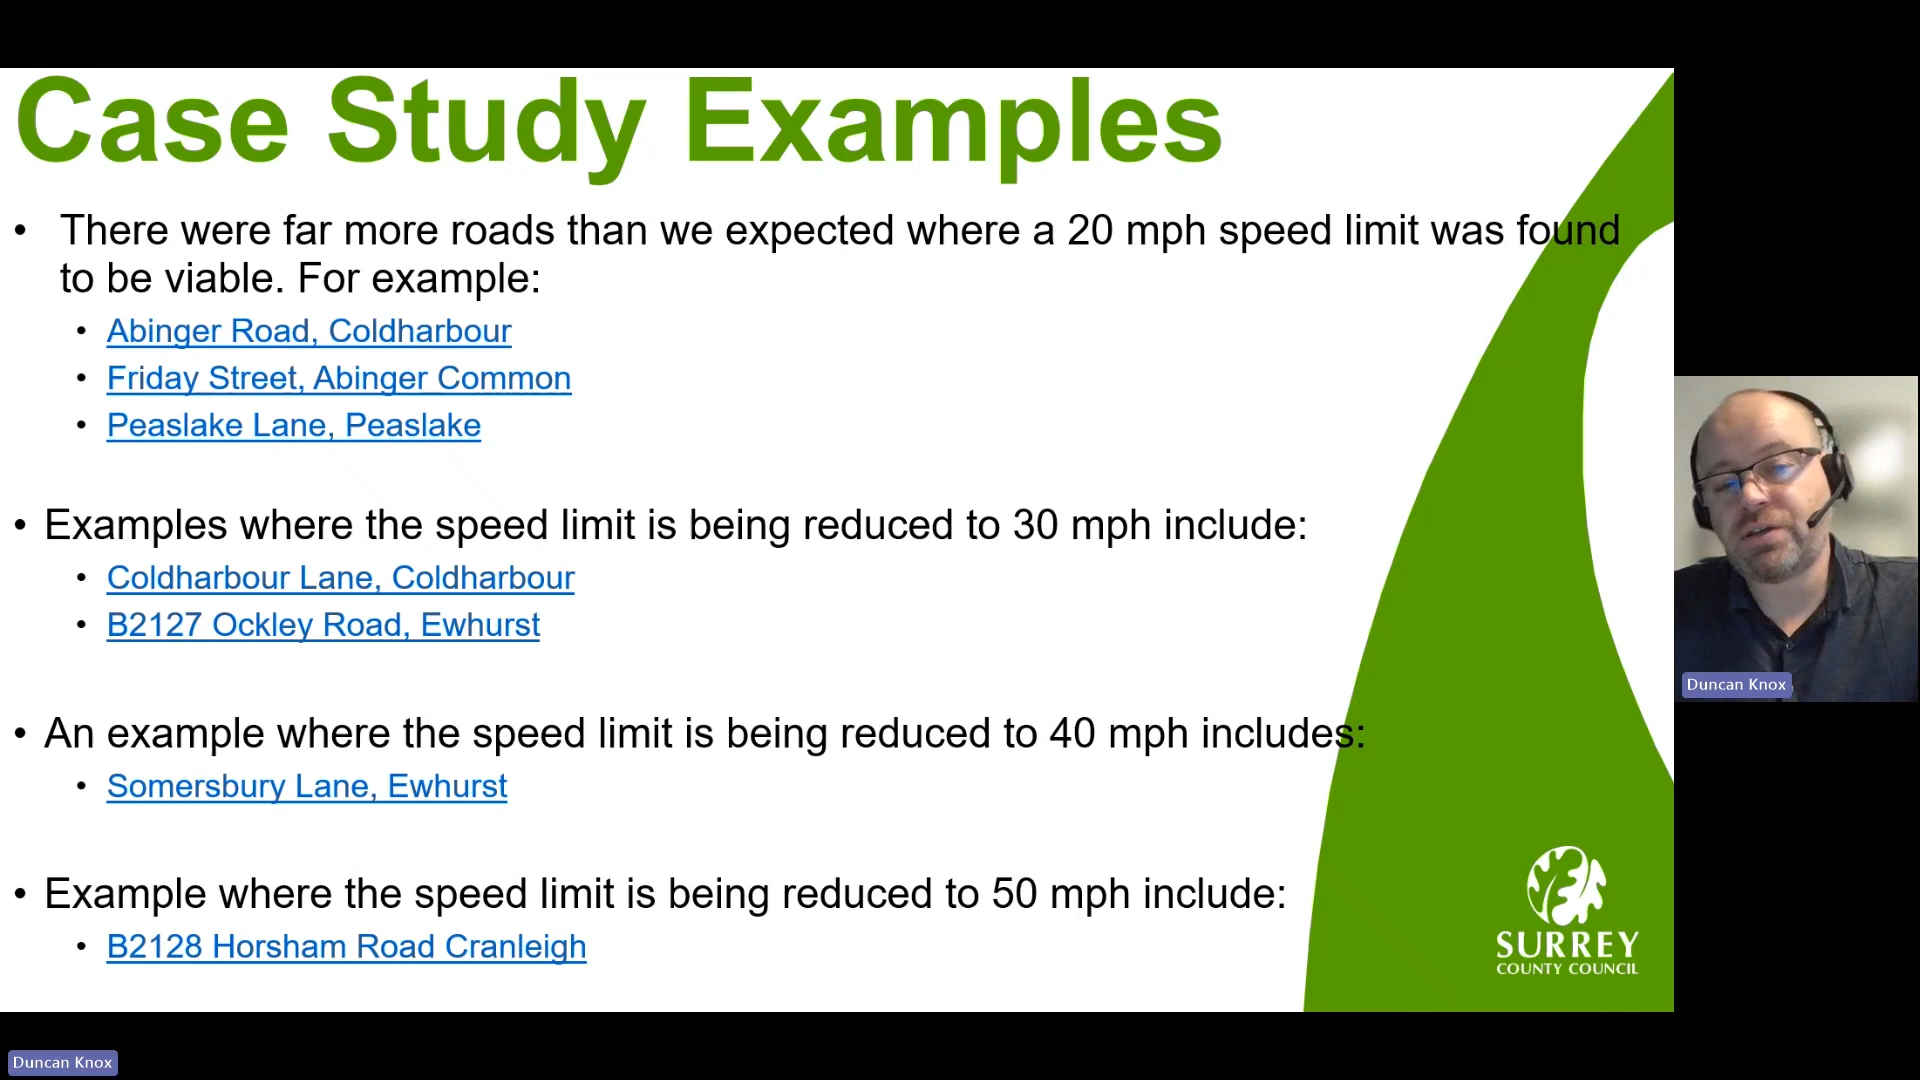 Case Study Examples
• There were far more roads than we expected where a 20 mph speed limit was found
to be viable. For example:
• Abinger Road, Coldharbour
• Friday Street, Abinger Common
• Peaslake Lane, Peaslake
• Examples where the speed limit is being reduced to 30 mph include:
• Coldharbour Lane, Coldharbour
• B2127 Ockley Road, Ewhurst
• An example where the speed limit is being reduced to 40 mph includes:
• Somersbury Lane, Ewhurst
• Example where the speed limit is being reduced to 50 mph include:
• B2128 Horsham Road Cranleigh
SURREY
COUNTY COUNCIL
Duncan Knox
Duncan Knox